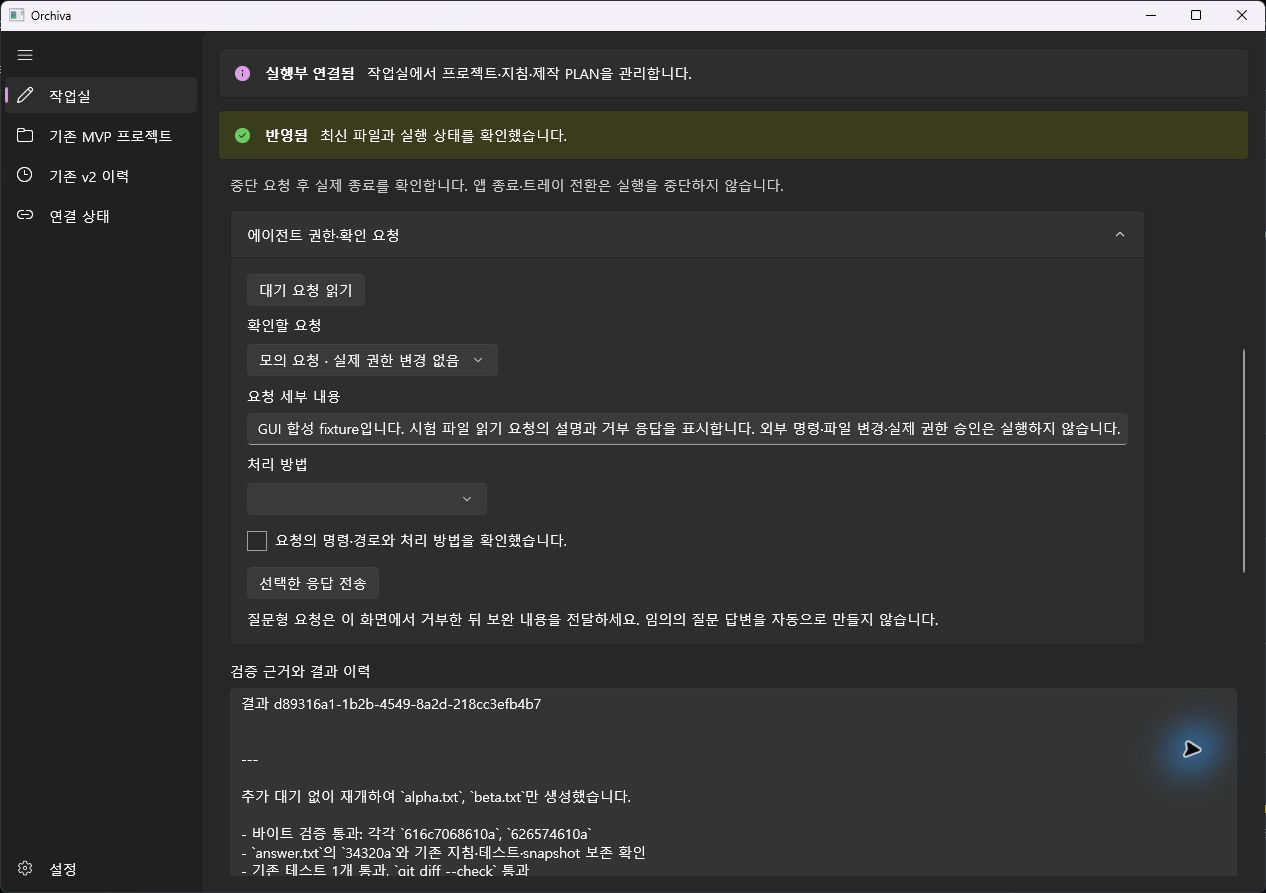 Orchiva
작업실
기존 MVP 프로젝트
기존 v2 이력
연결 상태
설정
실행부 연결됨 작업실에서 프로젝트·지침·제작 PLAN을 관리합니다.
반영됨 최신 파일과 실행 상태를 확인했습니다.
중단 요청 후 실제 종료를 확인합니다. 앱 종료·트레이 전환은 실행을 중단하지 않습니다.
에이전트 권한·확인 요청
대기 요청 읽기
확인할 요청
모의 요청 · 실제 권한 변경 없음
요청 세부 내용
GUI 합성 fixture입니다. 시험 파일 읽기 요청의 설명과 거부 응답을 표시합니다. 외부 명령·파일 변경·실제 권한 승인은 실행하지 않습니다.
처리 방법
요청의 명령·경로와 처리 방법을 확인했습니다.
선택한 응답 전송
질문형 요청은 이 화면에서 거부한 뒤 보완 내용을 전달하세요. 임의의 질문 답변을 자동으로 만들지 않습니다.
검증 근거와 결과 이력
결과 d89316a1-1b2b-4549-8a2d-218cc3efb4b7
---
추가 대기 없이 재개하여 `alpha.txt`, `beta.txt`만 생성했습니다.
- 바이트 검증 통과: 각각 `616c7068610a`, `626574610a`
- `answer.txt`의 `34320a`와 기존 지침·테스트·snapshot 보존 확인
- 기존 테스트 1개 통과, `git diff --check` 통과